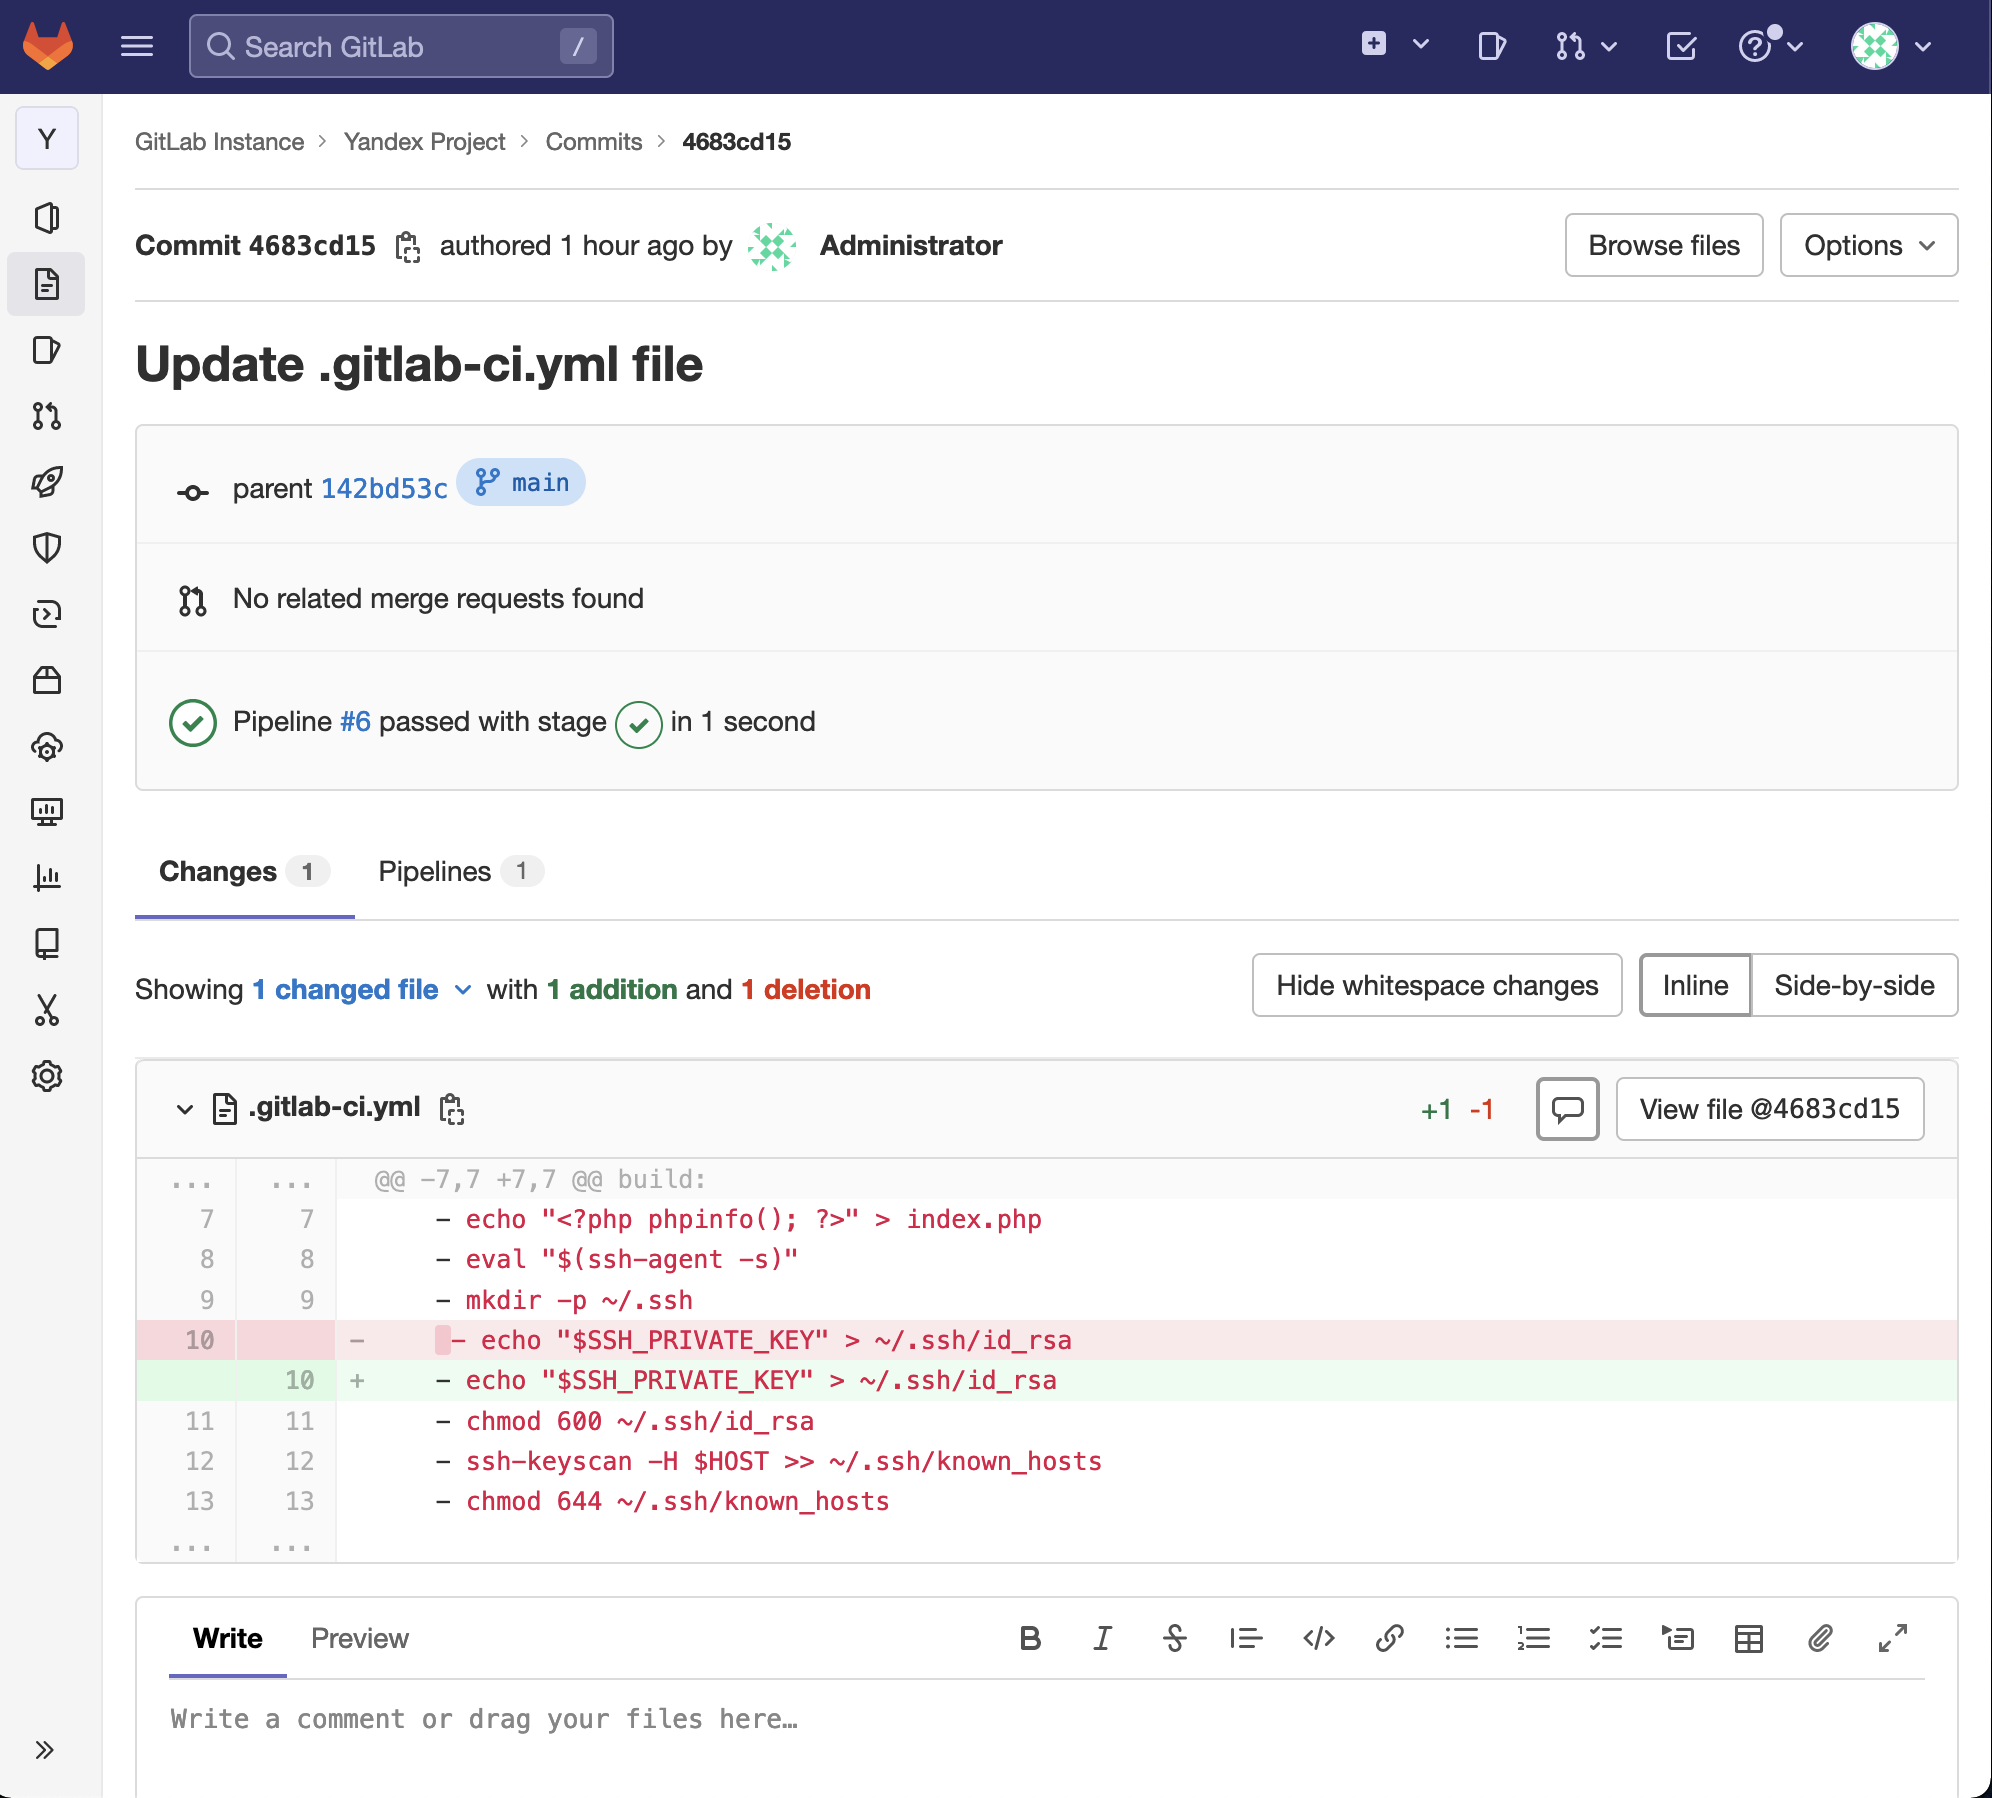 Search GitLab /
Y
GitLab Instance > Yandex Project > Commits > 4683cd15
Commit 4683cd15 authored 1 hour ago by Administrator
Browse files
Options
Update .gitlab-ci.yml file
parent 142bd53c main
No related merge requests found
Pipeline #6 passed with stage in 1 second
Changes 1 Pipelines 1
Showing 1 changed file with 1 addition and 1 deletion
Hide whitespace changes
Inline
Side-by-side
.gitlab-ci.yml
+1 -1
View file @4683cd15
... ... @@ -7,7 +7,7 @@ build:
7 7 - echo "<?php phpinfo(); ?>" > index.php
8 8 - eval "$(ssh-agent -s)"
9 9 - mkdir -p ~/.ssh
10 - - echo "$SSH_PRIVATE_KEY" > ~/.ssh/id_rsa
10 + - echo "$SSH_PRIVATE_KEY" > ~/.ssh/id_rsa
11 11 - chmod 600 ~/.ssh/id_rsa
12 12 - ssh-keyscan -H $HOST >> ~/.ssh/known_hosts
13 13 - chmod 644 ~/.ssh/known_hosts
... ...
Write Preview
Write a comment or drag your files here…